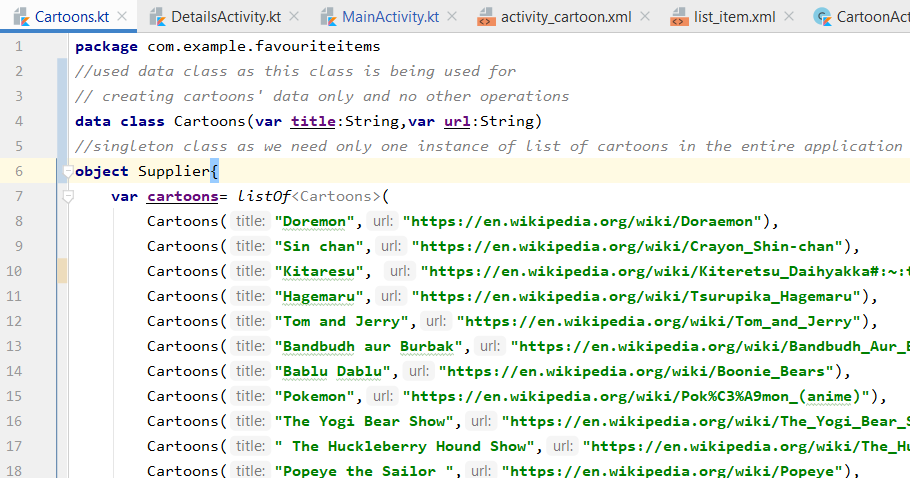 Cartoons.kt DetailsActivity.kt MainActivity.kt activity_cartoon.xml list_item.xml CartoonAct
1 package com.example.favouriteitems
2 //used data class as this class is being used for
3 // creating cartoons' data only and no other operations
4 data class Cartoons(var title:String,var url:String)
5 //singleton class as we need only one instance of list of cartoons in the entire application
6 object Supplier{
7 var cartoons= listOf<Cartoons>(
8 Cartoons( title: "Doremon", url: "https://en.wikipedia.org/wiki/Doraemon"),
9 Cartoons( title: "Sin chan", url: "https://en.wikipedia.org/wiki/Crayon_Shin-chan"),
10 Cartoons( title: "Kitaresu", url: "https://en.wikipedia.org/wiki/Kiteretsu_Daihyakka#:~:t
11 Cartoons( title: "Hagemaru", url: "https://en.wikipedia.org/wiki/Tsurupika_Hagemaru"),
12 Cartoons( title: "Tom and Jerry", url: "https://en.wikipedia.org/wiki/Tom_and_Jerry"),
13 Cartoons( title: "Bandbudh aur Burbak", url: "https://en.wikipedia.org/wiki/Bandbudh_Aur_B
14 Cartoons( title: "Bablu Dablu", url: "https://en.wikipedia.org/wiki/Boonie_Bears"),
15 Cartoons( title: "Pokemon", url: "https://en.wikipedia.org/wiki/Pok%C3%A9mon_(anime)"),
16 Cartoons( title: "The Yogi Bear Show", url: "https://en.wikipedia.org/wiki/The_Yogi_Bear_S
17 Cartoons( title: " The Huckleberry Hound Show", url: "https://en.wikipedia.org/wiki/The_Hu
18 Cartoons( title: "Popeye the Sailor ", url: "https://en.wikipedia.org/wiki/Popeye"),